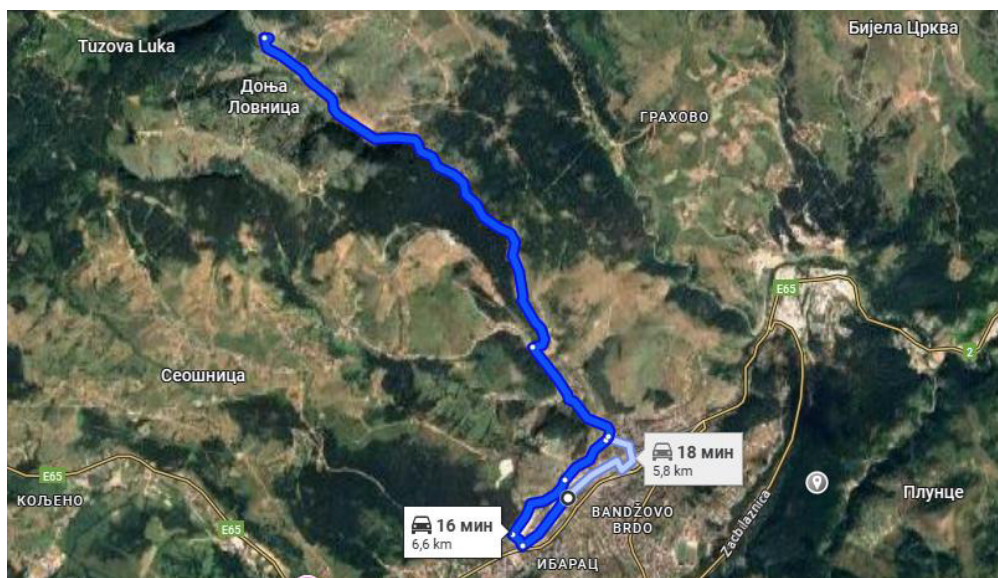 Бијела Црква
Tuzova Luka
Доња
Ловница
ГРАХОВО
E65
2
Сеошница
18 мин
5,8 km
E65
КОЉЕНО
Плунце
BANDŽOVO
BRDO
Zaobilaznica
16 мин
6,6 km
E65
ИБАРАЦ